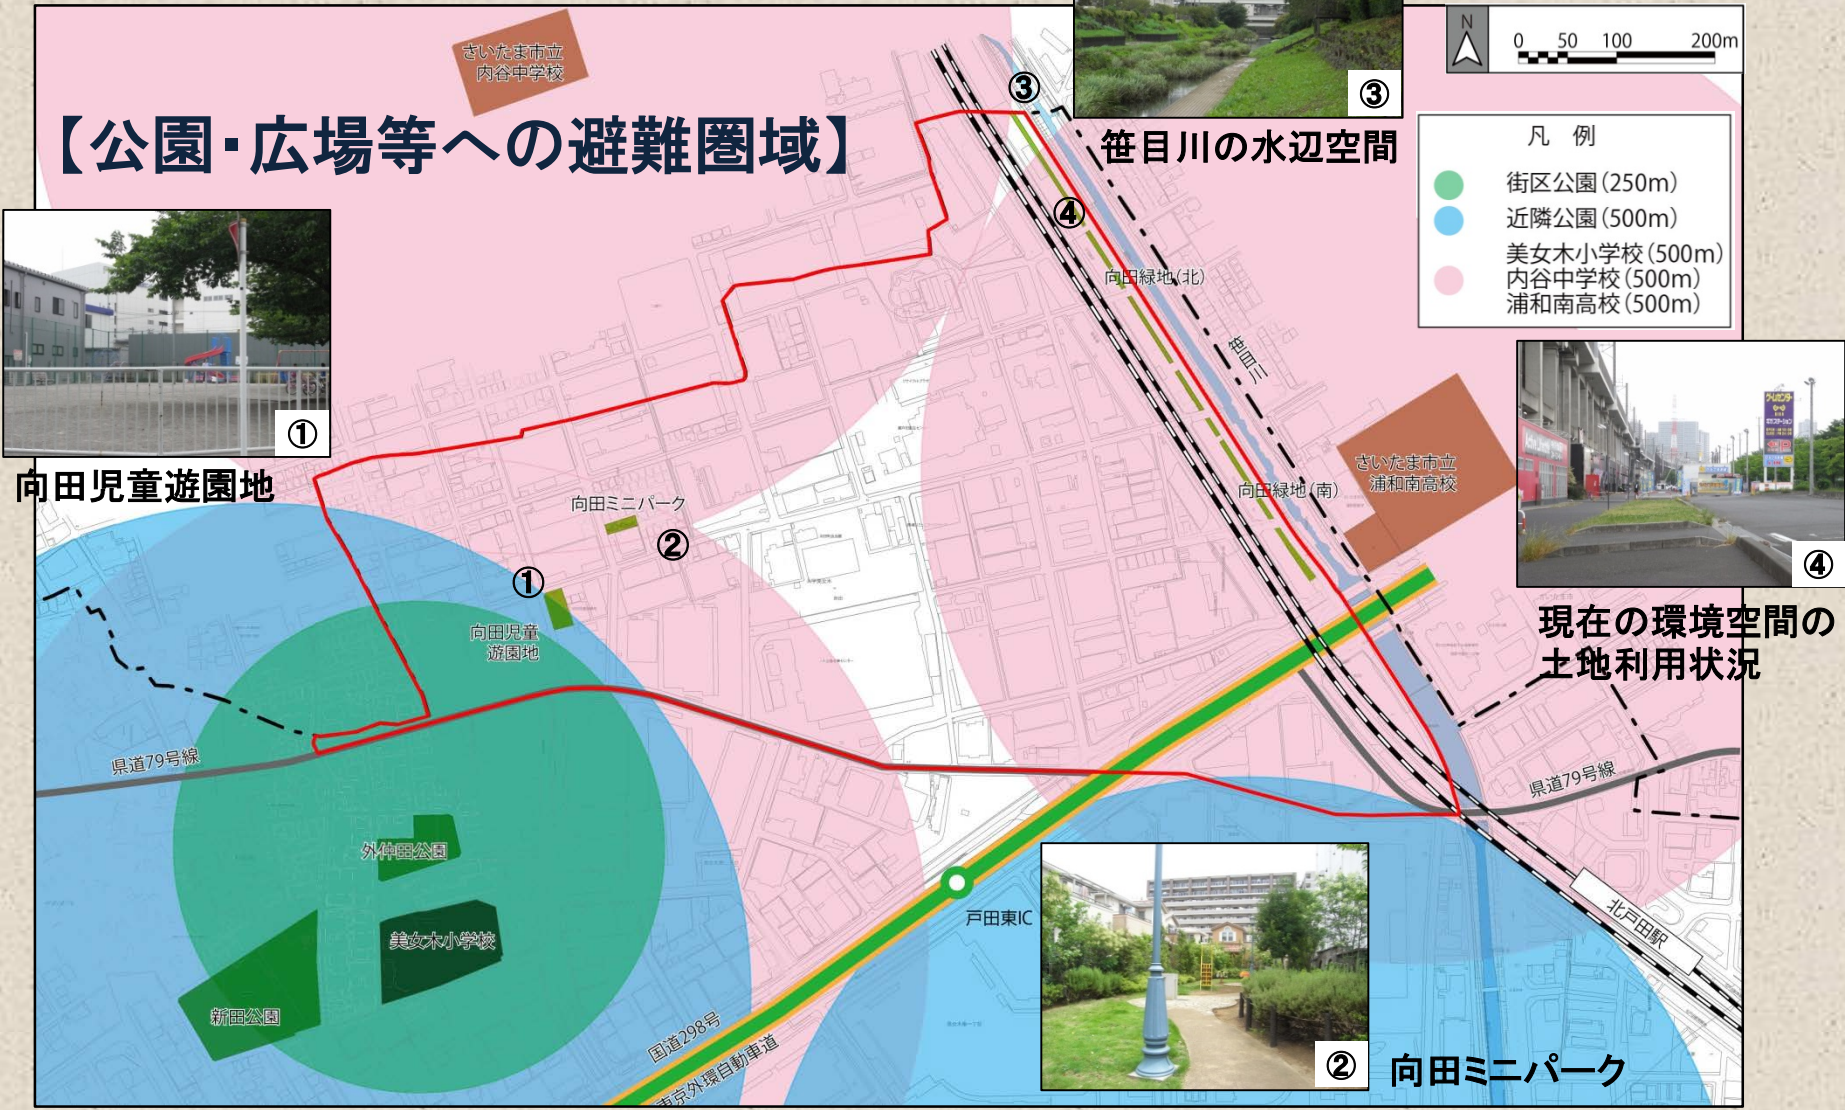 さいたま市立
内谷中学校
【公園・広場等への避難圏域】
③
③
笹目川の水辺空間
N
0 50 100 200m
凡 例
街区公園(250m)
近隣公園(500m)
美女木小学校(500m)
内谷中学校(500m)
浦和南高校(500m)
④
向田緑地(北)
笹目川
①
向田児童遊園地
向田ミニパーク
②
①
向田児童
遊園地
さいたま市立
浦和南高校
向田緑地(南)
④
現在の環境空間の
土地利用状況
県道79号線
県道79号線
外仲田公園
美女木小学校
新田公園
戸田東IC
北戸田駅
国道298号
東京外環自動車道
②
向田ミニパーク